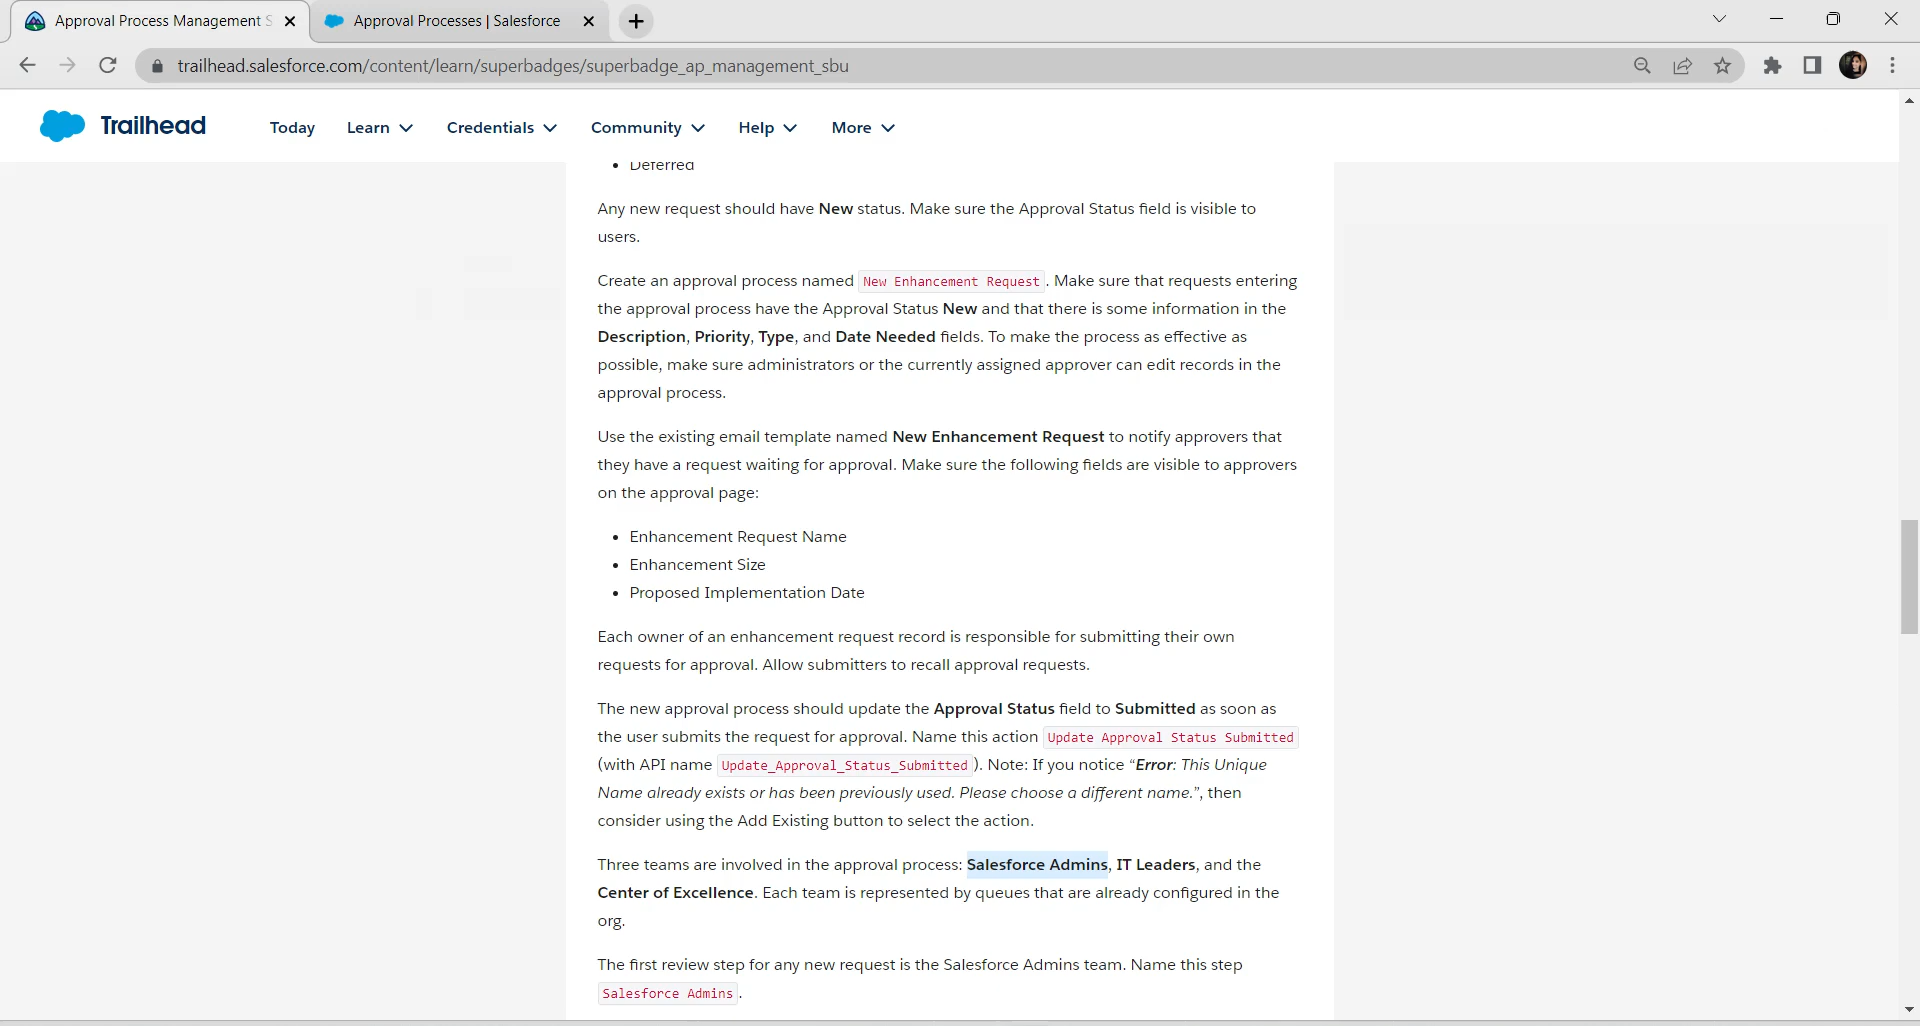 Approval Process Management S
Approval Processes | Salesforce
trailhead.salesforce.com/content/learn/superbadges/superbadge_ap_management_sbu
Trailhead Today Learn Credentials Community Help More
• Deferred
Any new request should have New status. Make sure the Approval Status field is visible to
users.
Create an approval process named New Enhancement Request. Make sure that requests entering
the approval process have the Approval Status New and that there is some information in the
Description, Priority, Type, and Date Needed fields. To make the process as effective as
possible, make sure administrators or the currently assigned approver can edit records in the
approval process.
Use the existing email template named New Enhancement Request to notify approvers that
they have a request waiting for approval. Make sure the following fields are visible to approvers
on the approval page:
• Enhancement Request Name
• Enhancement Size
• Proposed Implementation Date
Each owner of an enhancement request record is responsible for submitting their own
requests for approval. Allow submitters to recall approval requests.
The new approval process should update the Approval Status field to Submitted as soon as
the user submits the request for approval. Name this action Update Approval Status Submitted
(with API name Update_Approval_Status_Submitted). Note: If you notice “Error: This Unique
Name already exists or has been previously used. Please choose a different name.”, then
consider using the Add Existing button to select the action.
Three teams are involved in the approval process: Salesforce Admins, IT Leaders, and the
Center of Excellence. Each team is represented by queues that are already configured in the
org.
The first review step for any new request is the Salesforce Admins team. Name this step
Salesforce Admins.